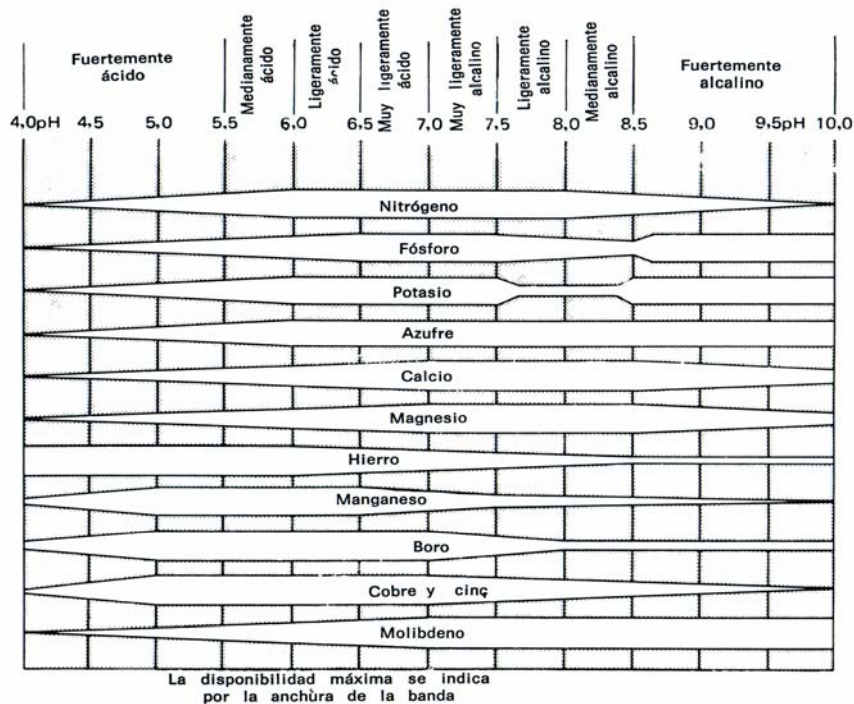 Fuertemente
ácido
Medianamente
ácido
Ligeramente
ácido
Muy ligeramente
ácido
Muy ligeramente
alcalino
Ligeramente
alcalino
Medianamente
alcalino
Fuertemente
alcalino
4,0pH 4,5 5,0 5,5 6,0 6,5 7,0 7,5 8,0 8,5 9,0 9,5pH 10,0
Nitrógeno
Fósforo
Potasio
Azufre
Calcio
Magnesio
Hierro
Manganeso
Boro
Cobre y cinç
Molibdeno
La disponibilidad máxima se indica
por la anchùra de la banda